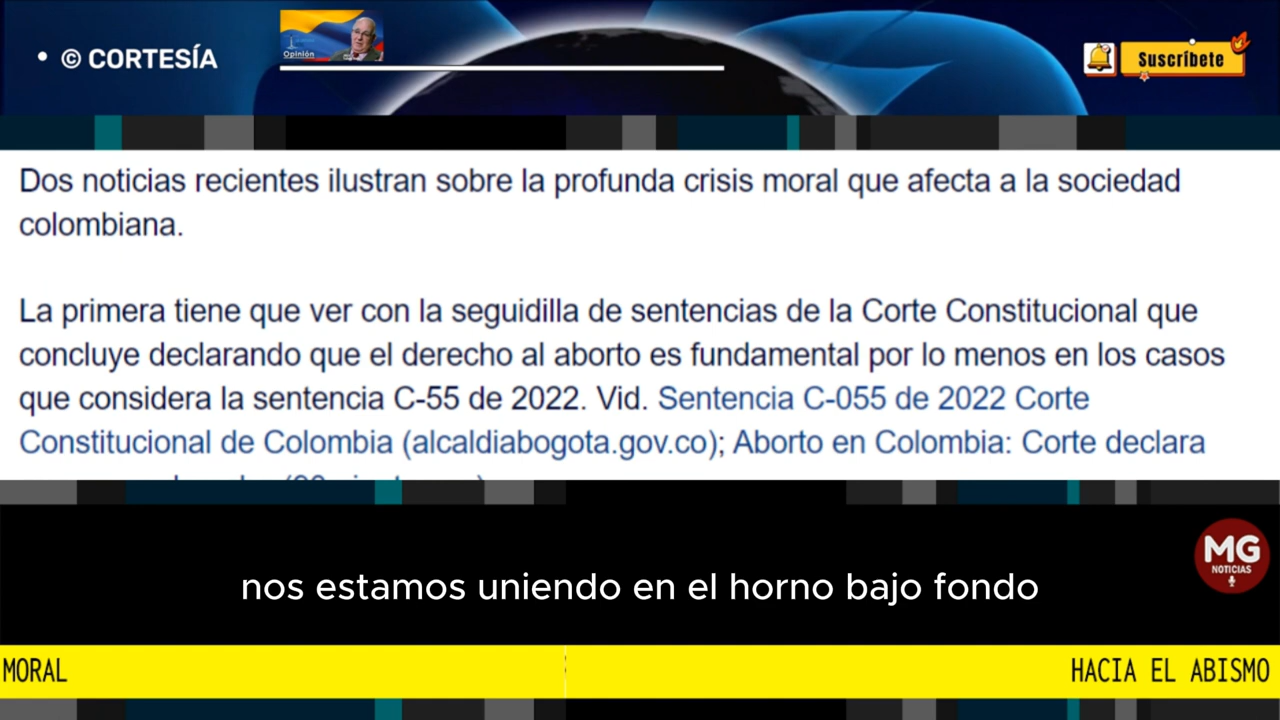 • © CORTESÍA
Opinión
Suscríbete
Dos noticias recientes ilustran sobre la profunda crisis moral que afecta a la sociedad
colombiana.
La primera tiene que ver con la seguidilla de sentencias de la Corte Constitucional que
concluye declarando que el derecho al aborto es fundamental por lo menos en los casos
que considera la sentencia C-55 de 2022. Vid. Sentencia C-055 de 2022 Corte
Constitucional de Colombia (alcaldiabogota.gov.co); Aborto en Colombia: Corte declara
MG
NOTICIAS
nos estamos uniendo en el horno bajo fondo
MORAL
HACIA EL ABISMO